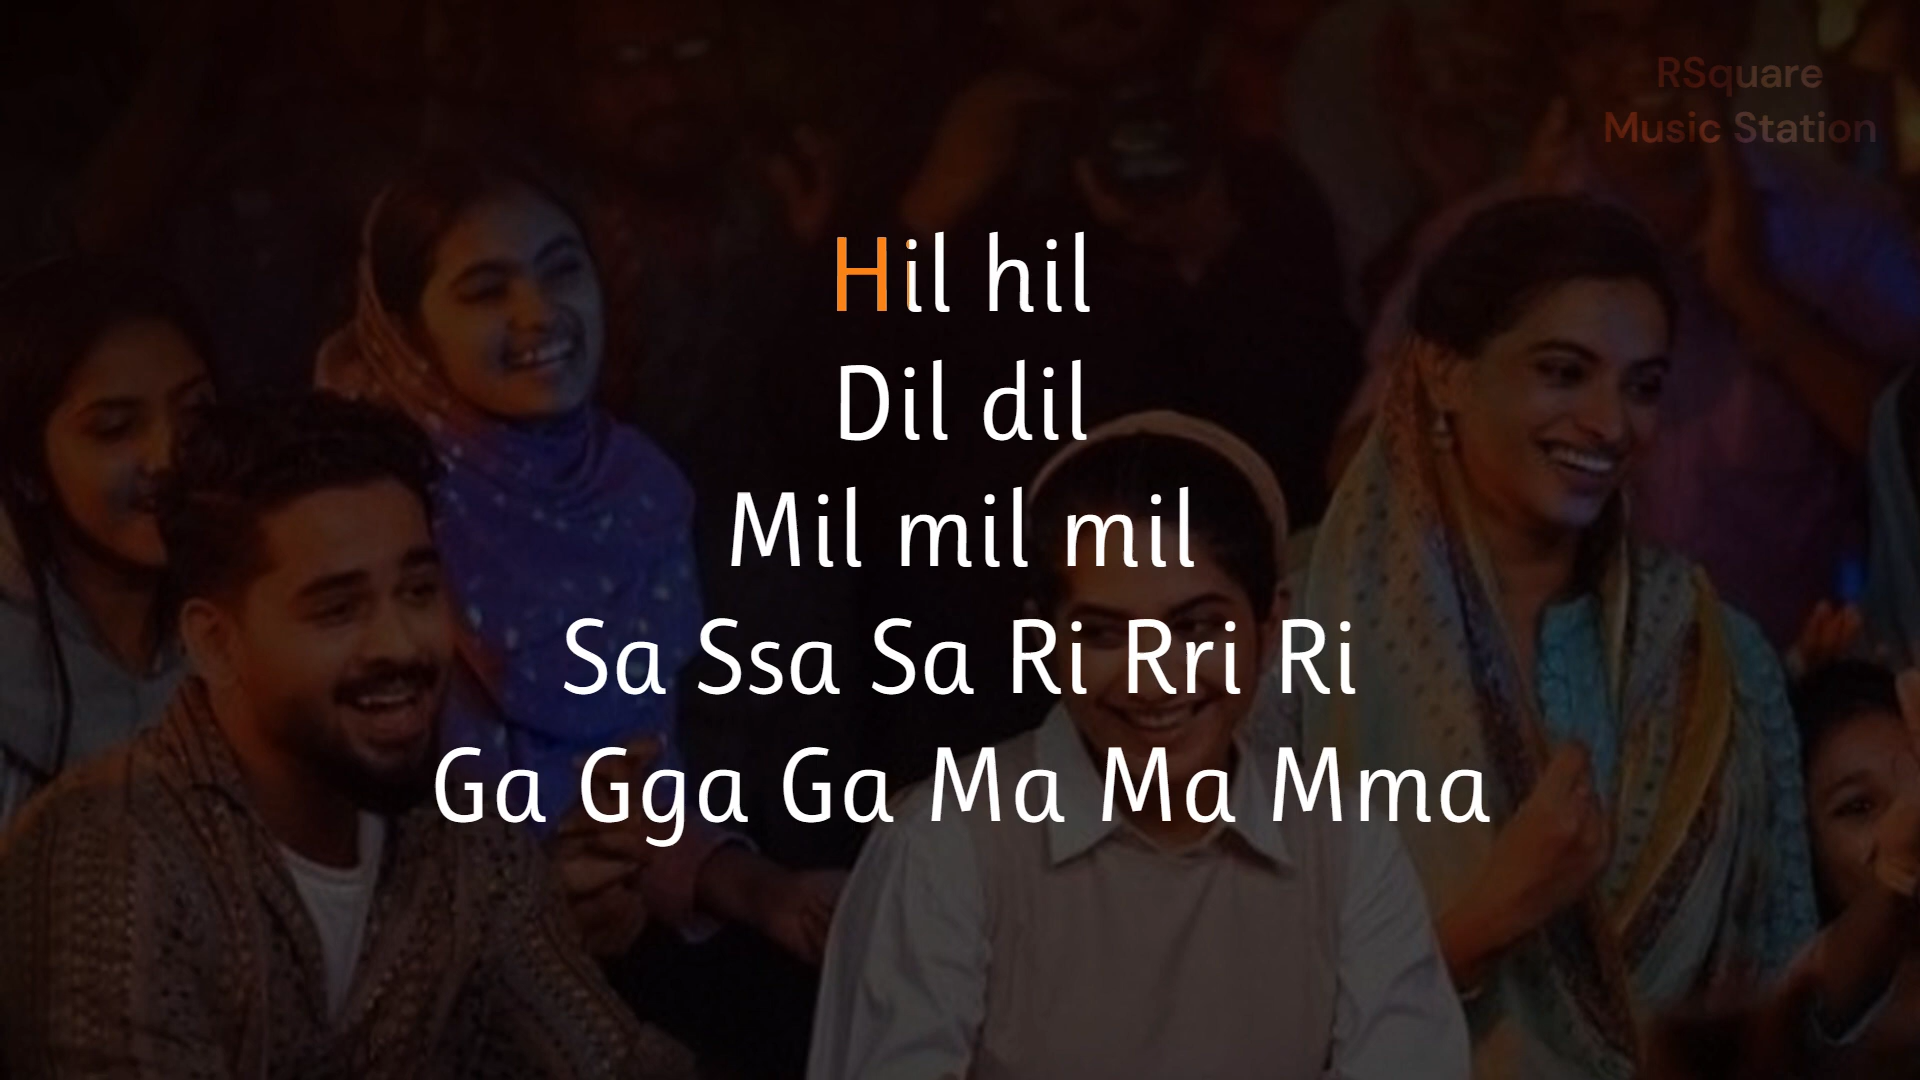 RSquare
Music Station
Hil hil
Dil dil
Mil mil mil
Sa Ssa Sa Ri Rri Ri
Ga Gga Ga Ma Ma Mma